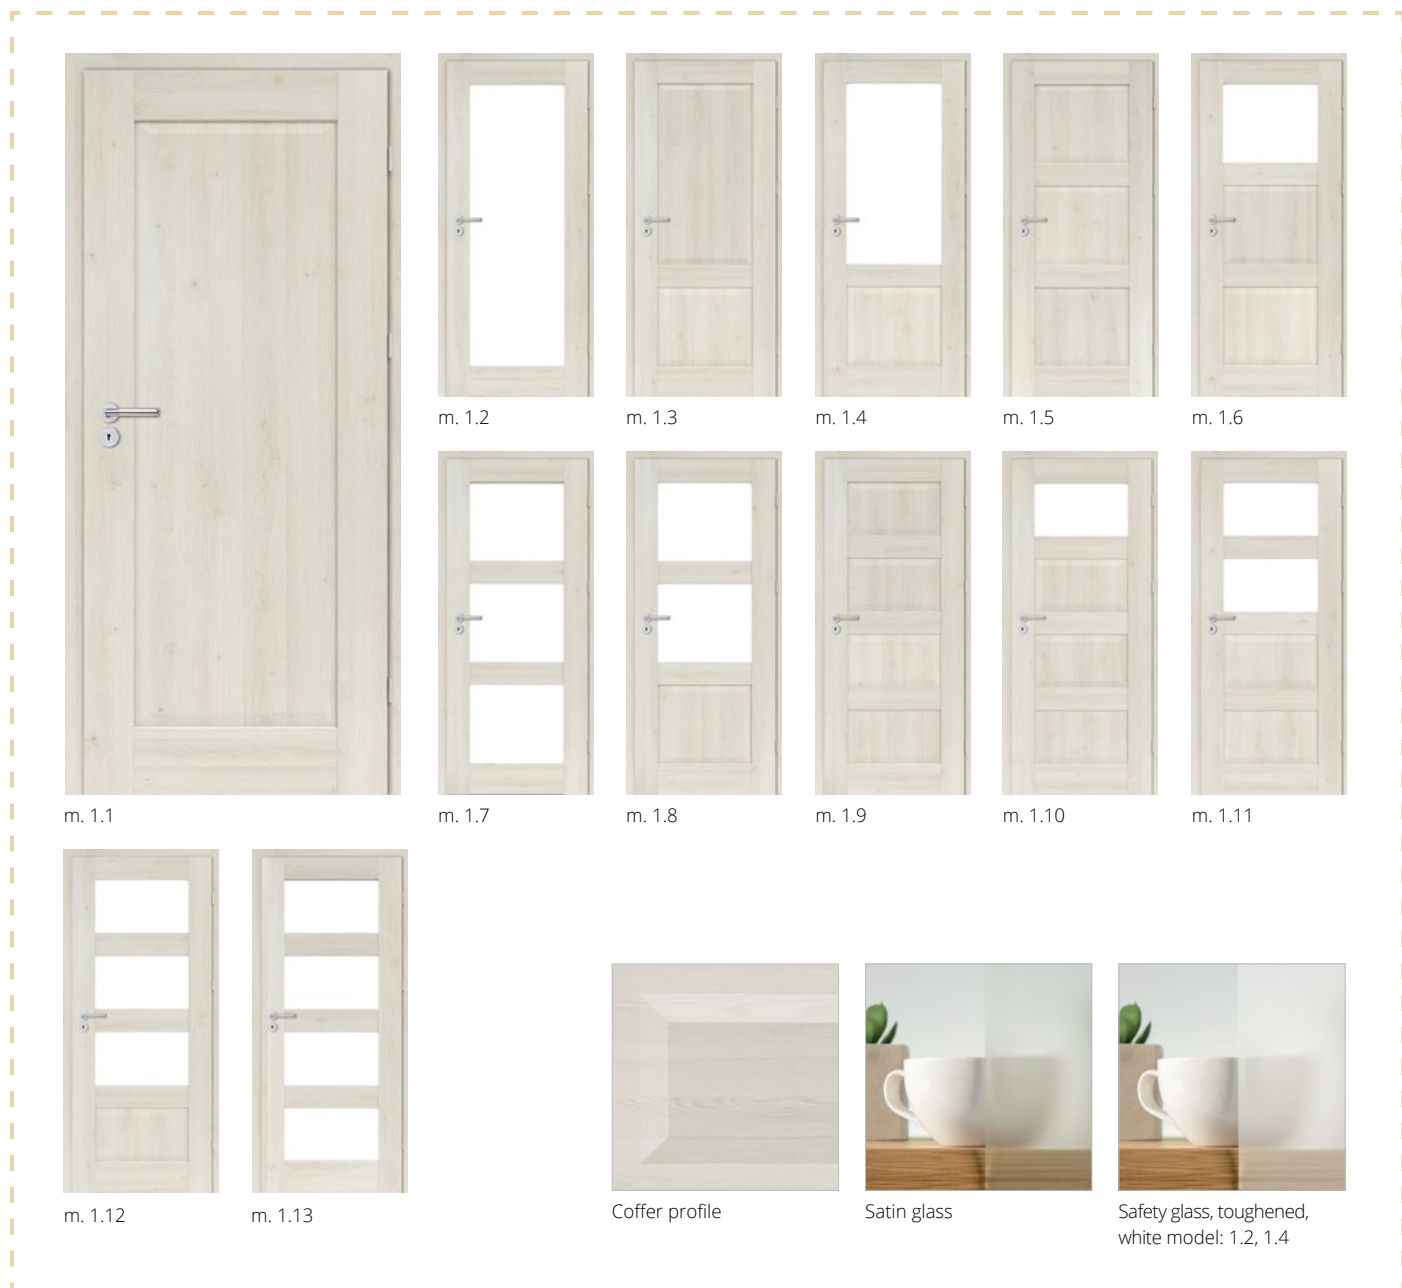 m. 1.2
m. 1.3
m. 1.4
m. 1.5
m. 1.6
m. 1.1
m. 1.7
m. 1.8
m. 1.9
m. 1.10
m. 1.11
m. 1.12
m. 1.13
Coffer profile
Satin glass
Safety glass, toughened,
white model: 1.2, 1.4